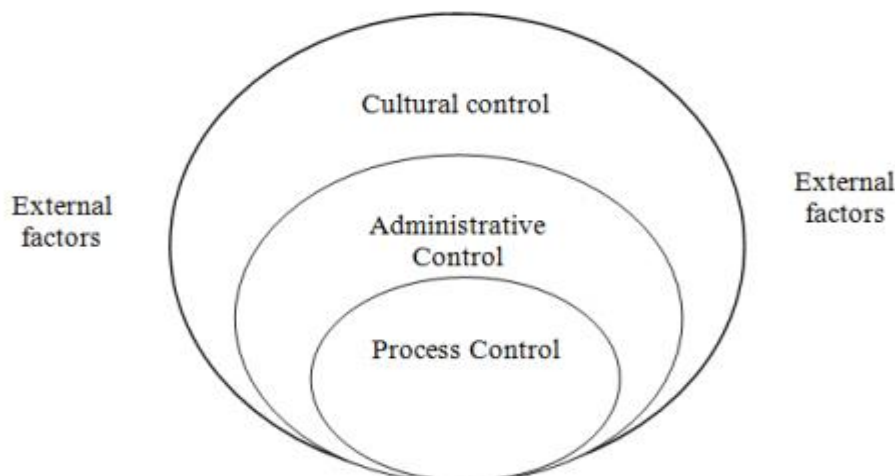 Cultural control
External
factors
External
factors
Administrative
Control
Process Control